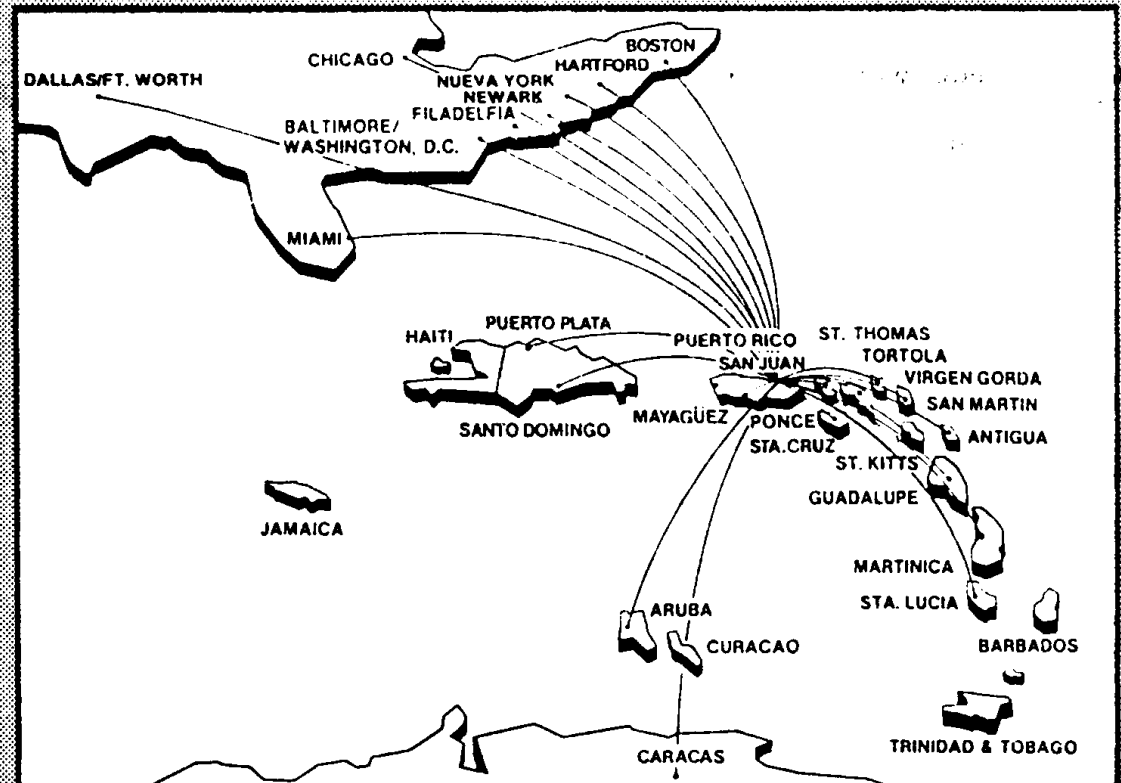 BOSTON
CHICAGO
HARTFORD
DALLAS/FT. WORTH
NUEVA YORK
NEWARK
FILADELFIA
BALTIMORE/
WASHINGTON, D.C.
MIAMI
PUERTO PLATA
HAITI
PUERTO RICO
ST. THOMAS
TORTOLA
SAN JUAN
VIRGEN GORDA
SAN MARTIN
MAYAGÜEZ
PONCE
SANTO DOMINGO
ANTIGUA
STA. CRUZ
ST. KITTS
GUADALUPE
JAMAICA
MARTINICA
STA. LUCIA
ARUBA
CURACAO
BARBADOS
TRINIDAD & TOBAGO
CARACAS